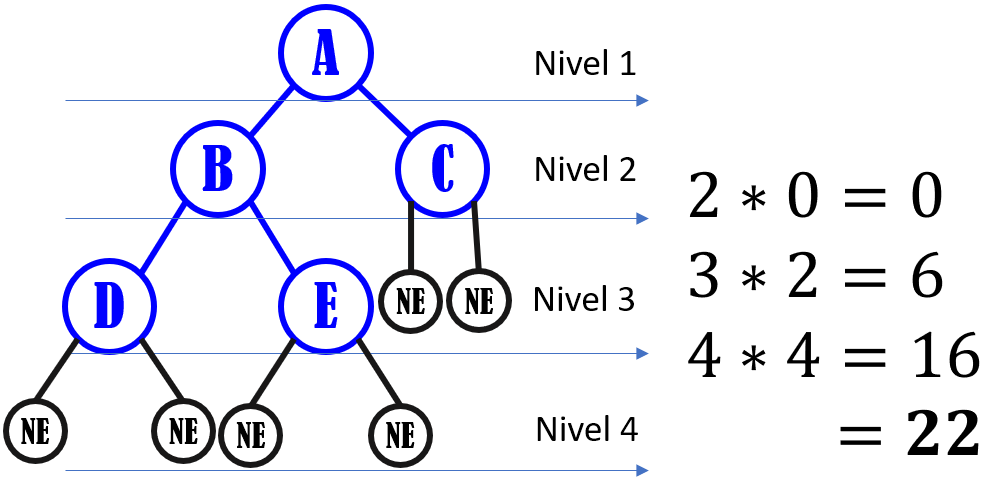 A
Nivel 1
B
C
Nivel 2
2 * 0 = 0
D
E
NE
NE
Nivel 3
3 * 2 = 6
4 * 4 = 16
NE
NE
NE
NE
Nivel 4
= 22